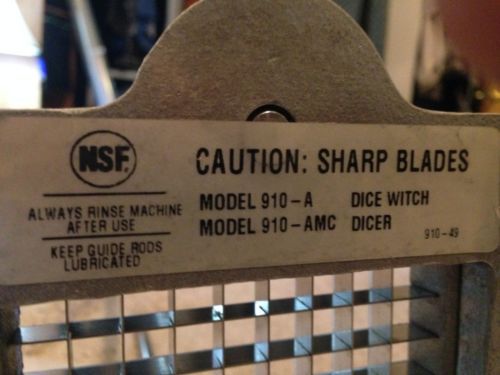 NSF®
CAUTION: SHARP BLADES
MODEL 910-A DICE WITCH
MODEL 910-AMC DICER
910-49
ALWAYS RINSE MACHINE
AFTER USE
KEEP GUIDE RODS
LUBRICATED